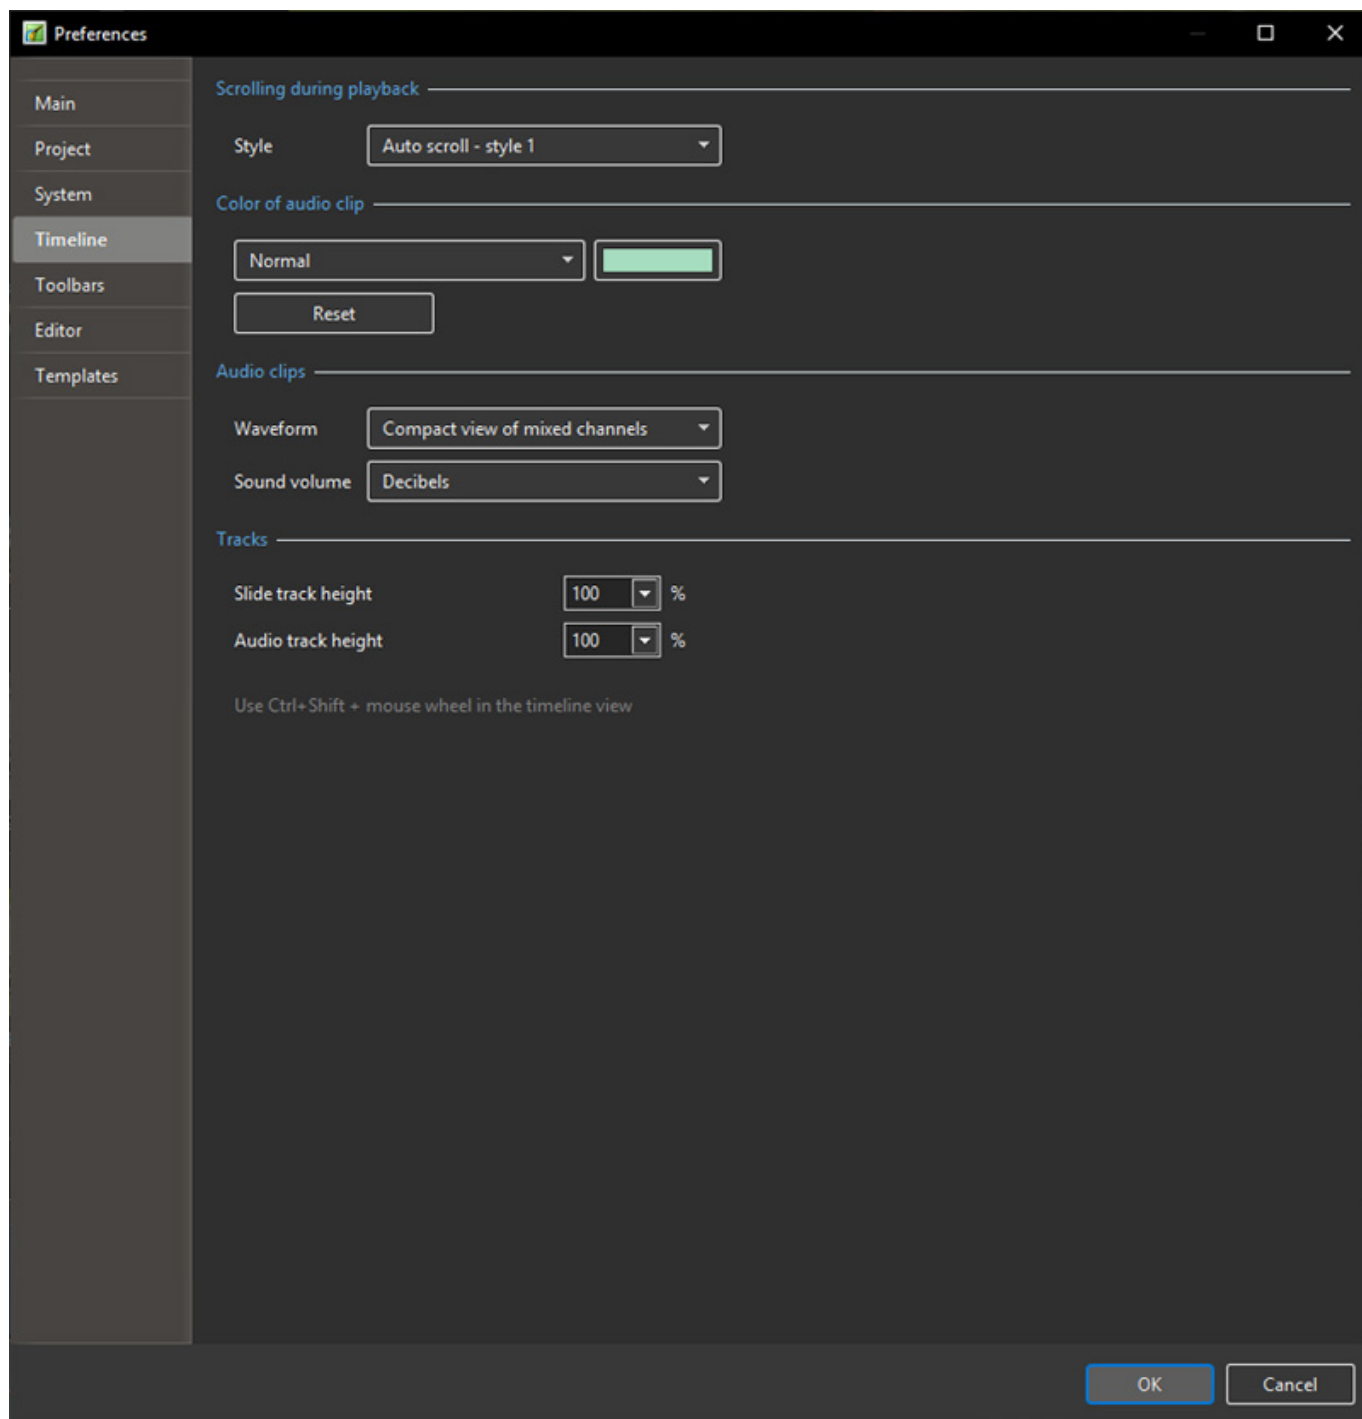 Preferences
Main
Project
System
Timeline
Toolbars
Editor
Templates
Scrolling during playback
Style Auto scroll - style 1
Color of audio clip
Normal
Reset
Audio clips
Waveform Compact view of mixed channels
Sound volume Decibels
Tracks
Slide track height 100 %
Audio track height 100 %
Use Ctrl+Shift + mouse wheel in the timeline view
OK Cancel